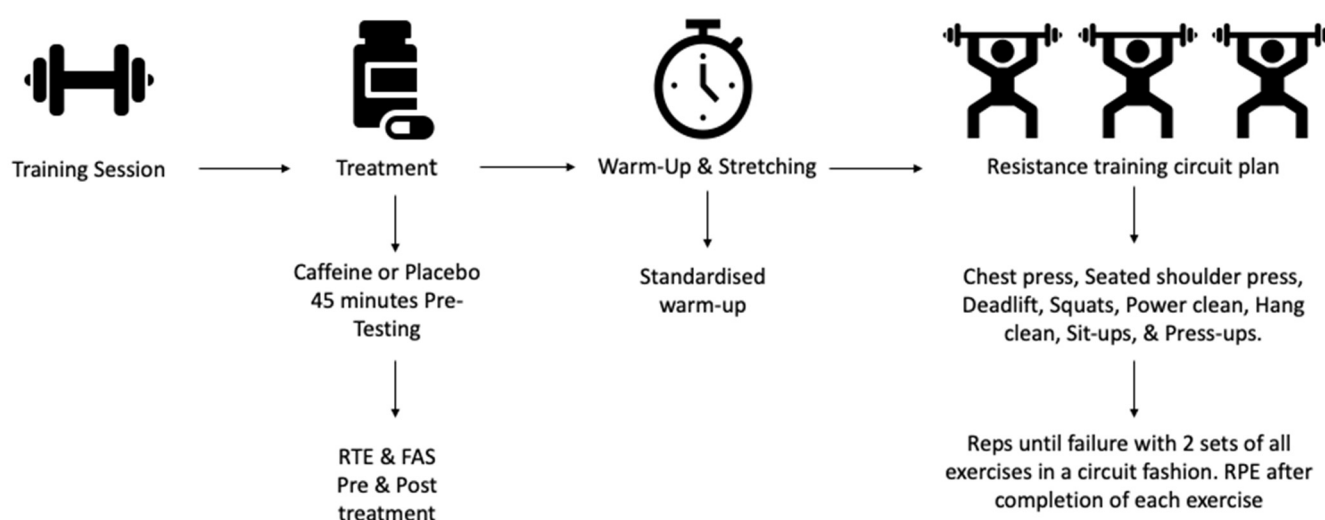 Training Session
Treatment
Warm-Up & Stretching
Resistance training circuit plan
Caffeine or Placebo
45 minutes Pre-
Testing
Standardised
warm-up
Chest press, Seated shoulder press,
Deadlift, Squats, Power clean, Hang
clean, Sit-ups, & Press-ups.
RTE & FAS
Pre & Post
treatment
Reps until failure with 2 sets of all
exercises in a circuit fashion. RPE after
completion of each exercise